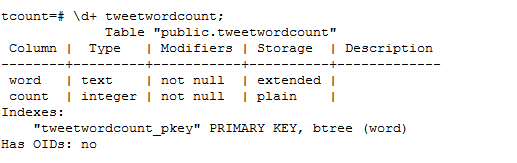 tcount=# \d+ tweetwordcount;
Table "public.tweetwordcount"
Column | Type | Modifiers | Storage | Description
--------+---------+-----------+----------+-------------
word | text | not null | extended |
count | integer | not null | plain |
Indexes:
"tweetwordcount_pkey" PRIMARY KEY, btree (word)
Has OIDs: no